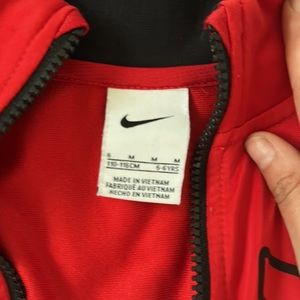 S M M M
110-116CM 5-6YRS
MADE IN VIETNAM
FABRIQUÉ AU VIETNAM
HECHO EN VIETNAM